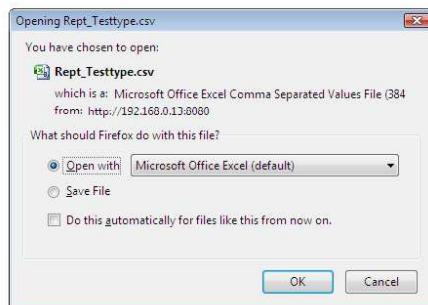 Opening Rept_Testtype.csv
You have chosen to open:
Rept_Testtype.csv
which is a: Microsoft Office Excel Comma Separated Values File (384
from: http://192.168.0.13:8080
What should Firefox do with this file?
Open with Microsoft Office Excel (default)
Save File
Do this automatically for files like this from now on.
OK Cancel